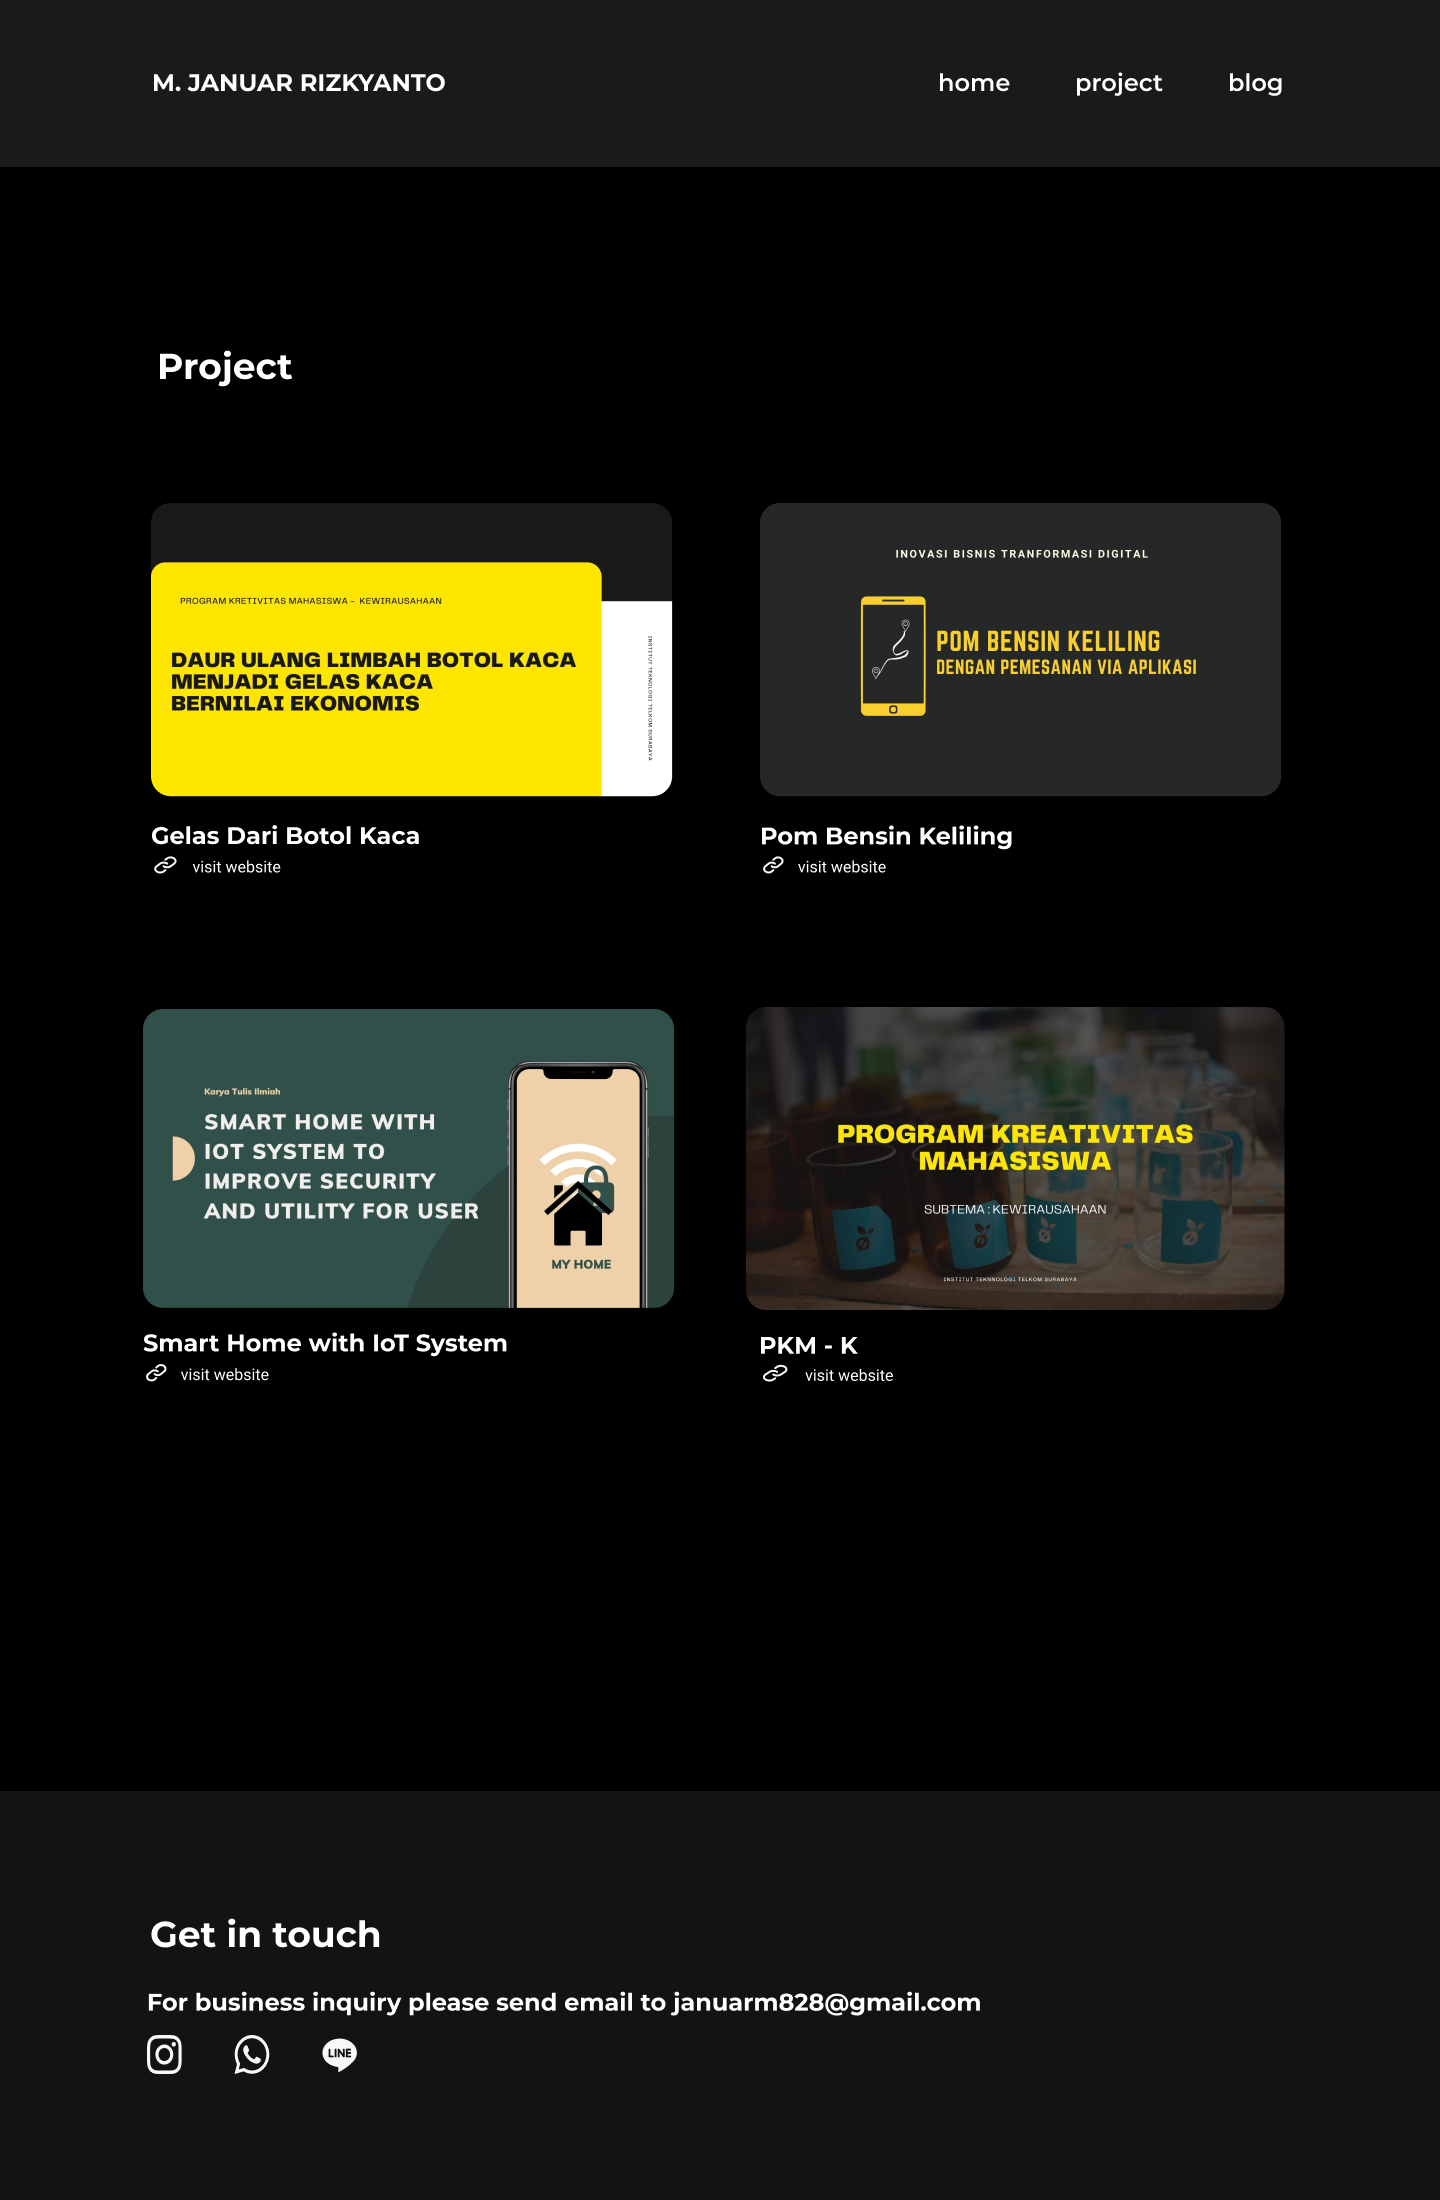 M. JANUAR RIZKYANTO
home project blog
Project
PROGRAM KRETIVITAS MAHASISWA - KEWIRAUSAHAAN
DAUR ULANG LIMBAH BOTOL KACA
MENJADI GELAS KACA
BERNILAI EKONOMIS
INSTITUT TEKNOLOGI TELKOM SURABAYA
Gelas Dari Botol Kaca
visit website
INOVASI BISNIS TRANFORMASI DIGITAL
POM BENSIN KELILING
DENGAN PEMESANAN VIA APLIKASI
Pom Bensin Keliling
visit website
Karya Tulis Ilmiah
SMART HOME WITH
IOT SYSTEM TO
IMPROVE SECURITY
AND UTILITY FOR USER
MY HOME
Smart Home with IoT System
visit website
PROGRAM KREATIVITAS
MAHASISWA
SUBTEMA : KEWIRAUSAHAAN
INSTITUT TEKNNOLOGI TELKOM SURABAYA
PKM - K
visit website
Get in touch
For business inquiry please send email to januarm828@gmail.com
LINE